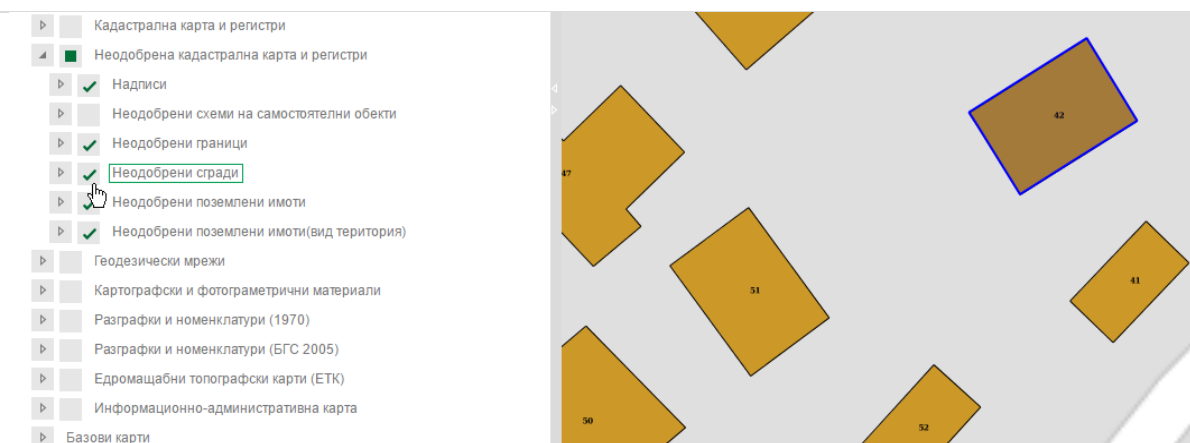 Кадастрална карта и регистри
Неодобрена кадастрална карта и регистри
Надписи
Неодобрени схеми на самостоятелни обекти
Неодобрени граници
Неодобрени сгради
Неодобрени поземлени имоти
Неодобрени поземлени имоти(вид територия)
Геодезически мрежи
Картографски и фотограметрични материали
Разграфки и номенклатури (1970)
Разграфки и номенклатури (БГС 2005)
Едромащабни топографски карти (ЕТК)
Информационно-административна карта
Базови карти
42
47
51
41
50
52